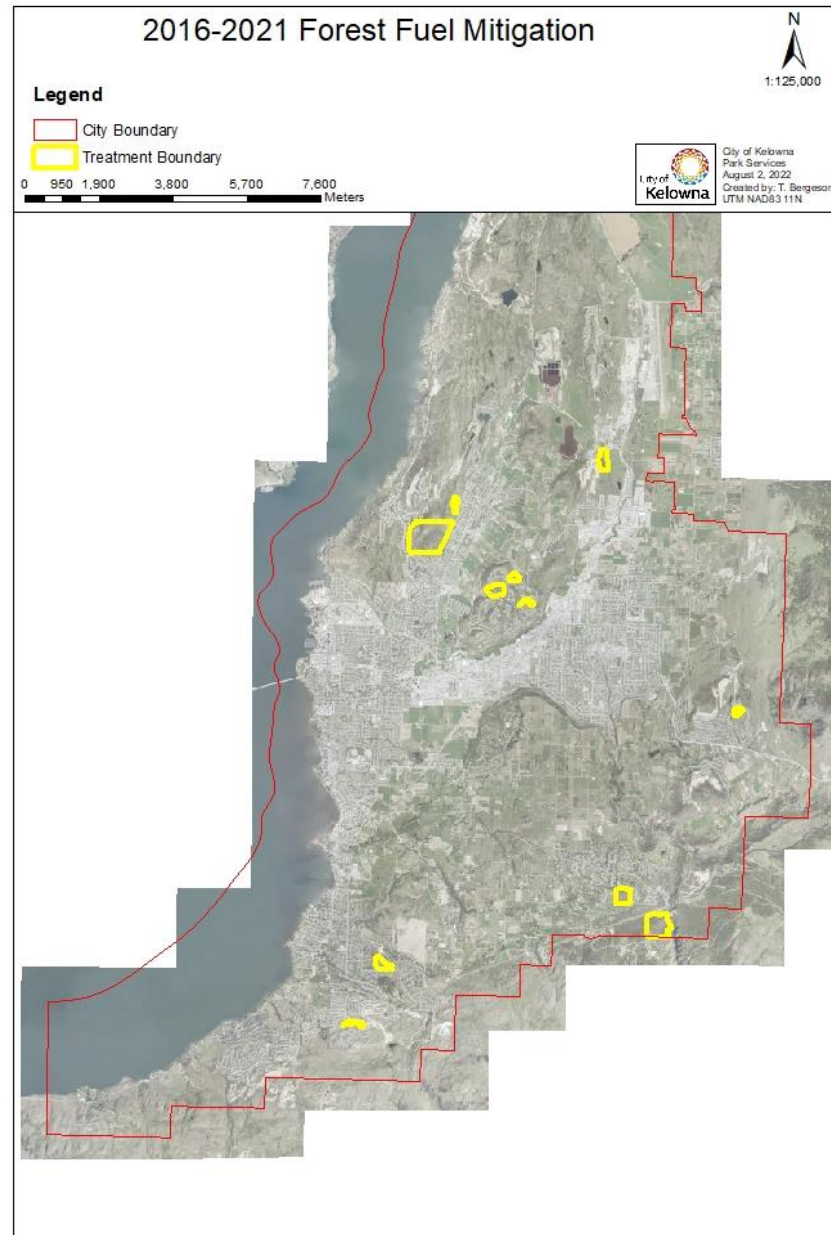 2016-2021 Forest Fuel Mitigation
N
1:125,000
Legend
City Boundary
Treatment Boundary
0 950 1,900 3,800 5,700 7,600
Meters
City of
Kelowna
City of Kelowna
Park Services
August 2, 2022
Created by: T. Bergeson
UTM NAD83 11N